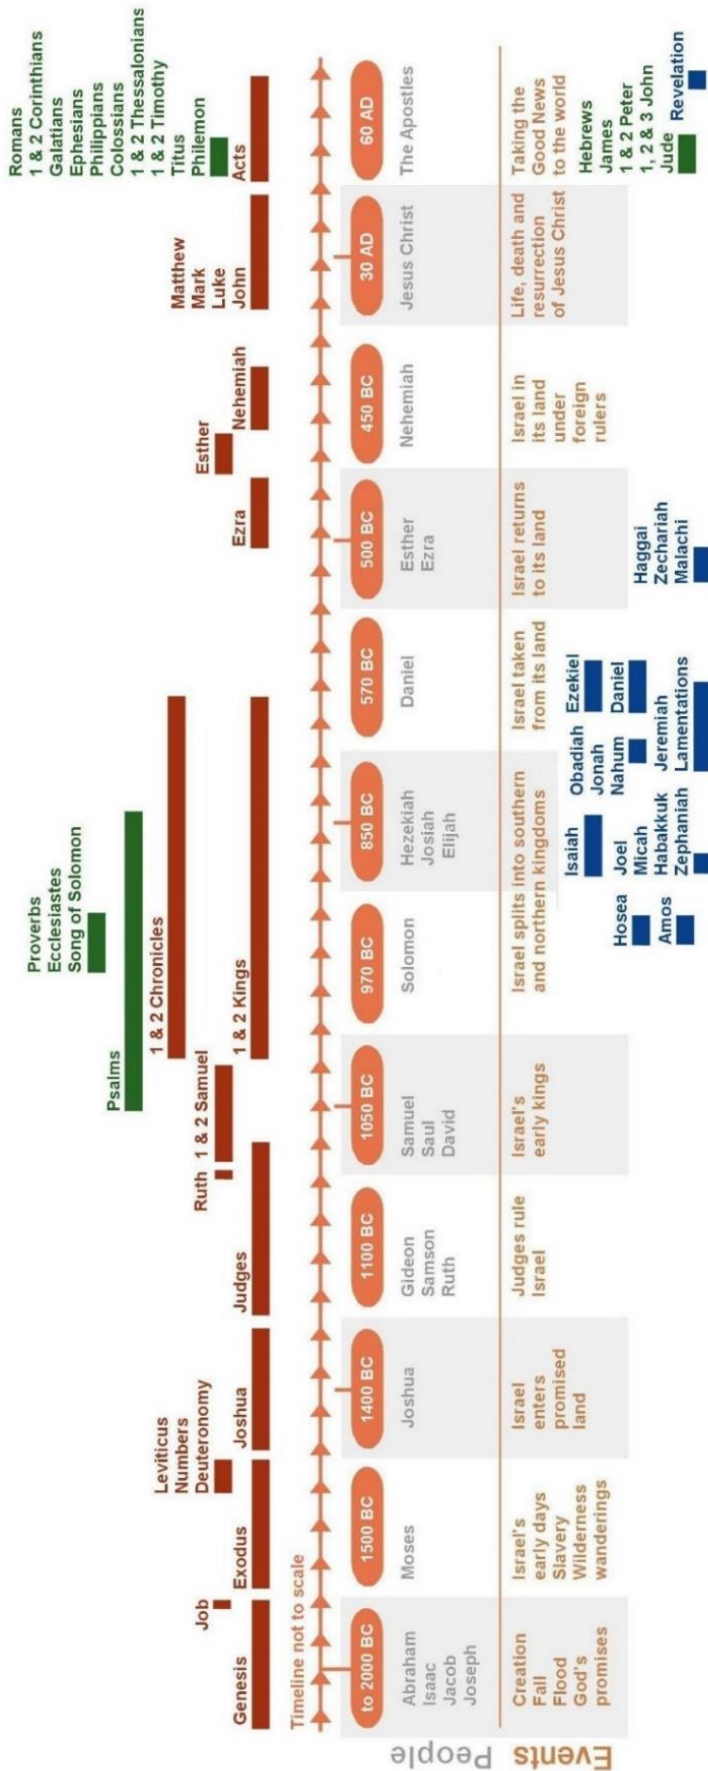 Proverbs
Ecclesiastes
Song of Solomon
Psalms
1 & 2 Chronicles
Romans
1 & 2 Corinthians
Galatians
Ephesians
Philippians
Colossians
1 & 2 Thessalonians
1 & 2 Timothy
Titus
Philemon
Leviticus
Numbers
Deuteronomy
Job
Ruth
1 & 2 Samuel
Esther
Matthew
Mark
Luke
John
Genesis
Exodus
Joshua
Judges
1 & 2 Kings
Ezra
Nehemiah
Acts
Timeline not to scale
to 2000 BC
1500 BC
1400 BC
1100 BC
1050 BC
970 BC
850 BC
570 BC
500 BC
450 BC
30 AD
60 AD
People
Abraham
Isaac
Jacob
Joseph
Moses
Joshua
Gideon
Samson
Ruth
Samuel
Saul
David
Solomon
Hezekiah
Josiah
Elijah
Daniel
Esther
Ezra
Nehemiah
Jesus Christ
The Apostles
Events
Creation
Fall
Flood
God's
promises
Israel's
early days
Slavery
Wilderness
wanderings
Israel
enters
promised
land
Judges rule
Israel
Israel's
early kings
Israel splits into southern
and northern kingdoms
Israel taken
from its land
Israel returns
to its land
Israel in
its land
under
foreign
rulers
Life, death and
resurrection
of Jesus Christ
Taking the
Good News
to the world
Hosea
Amos
Isaiah
Joel
Micah
Habakkuk
Zephaniah
Obadiah
Jonah
Nahum
Jeremiah
Lamentations
Ezekiel
Daniel
Haggai
Zechariah
Malachi
Hebrews
James
1 & 2 Peter
1, 2 & 3 John
Jude
Revelation